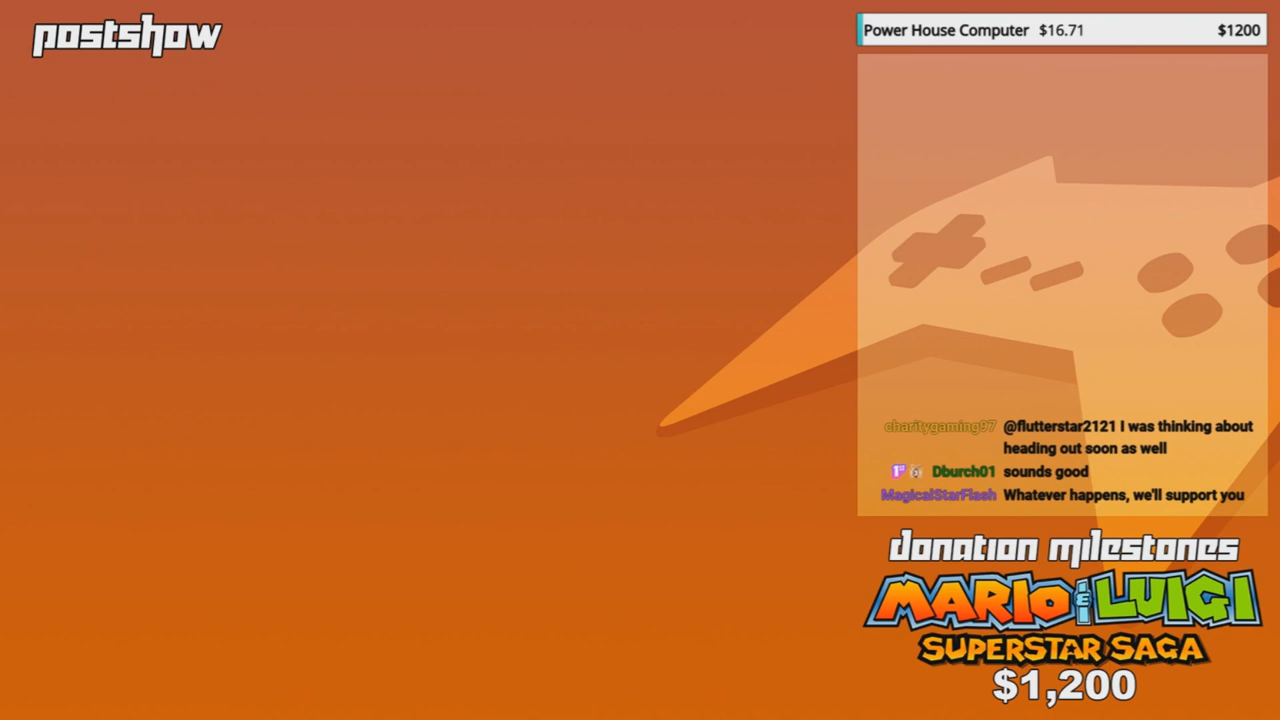 postshow
Power House Computer $16.71 $1200
charitygaming97 @flutterstar2121 I was thinking about
heading out soon as well
Dburch01 sounds good
MagicalStarFlash Whatever happens, we'll support you
donation milestones
MARIO & LUIGI
SUPERSTAR SAGA
$1,200